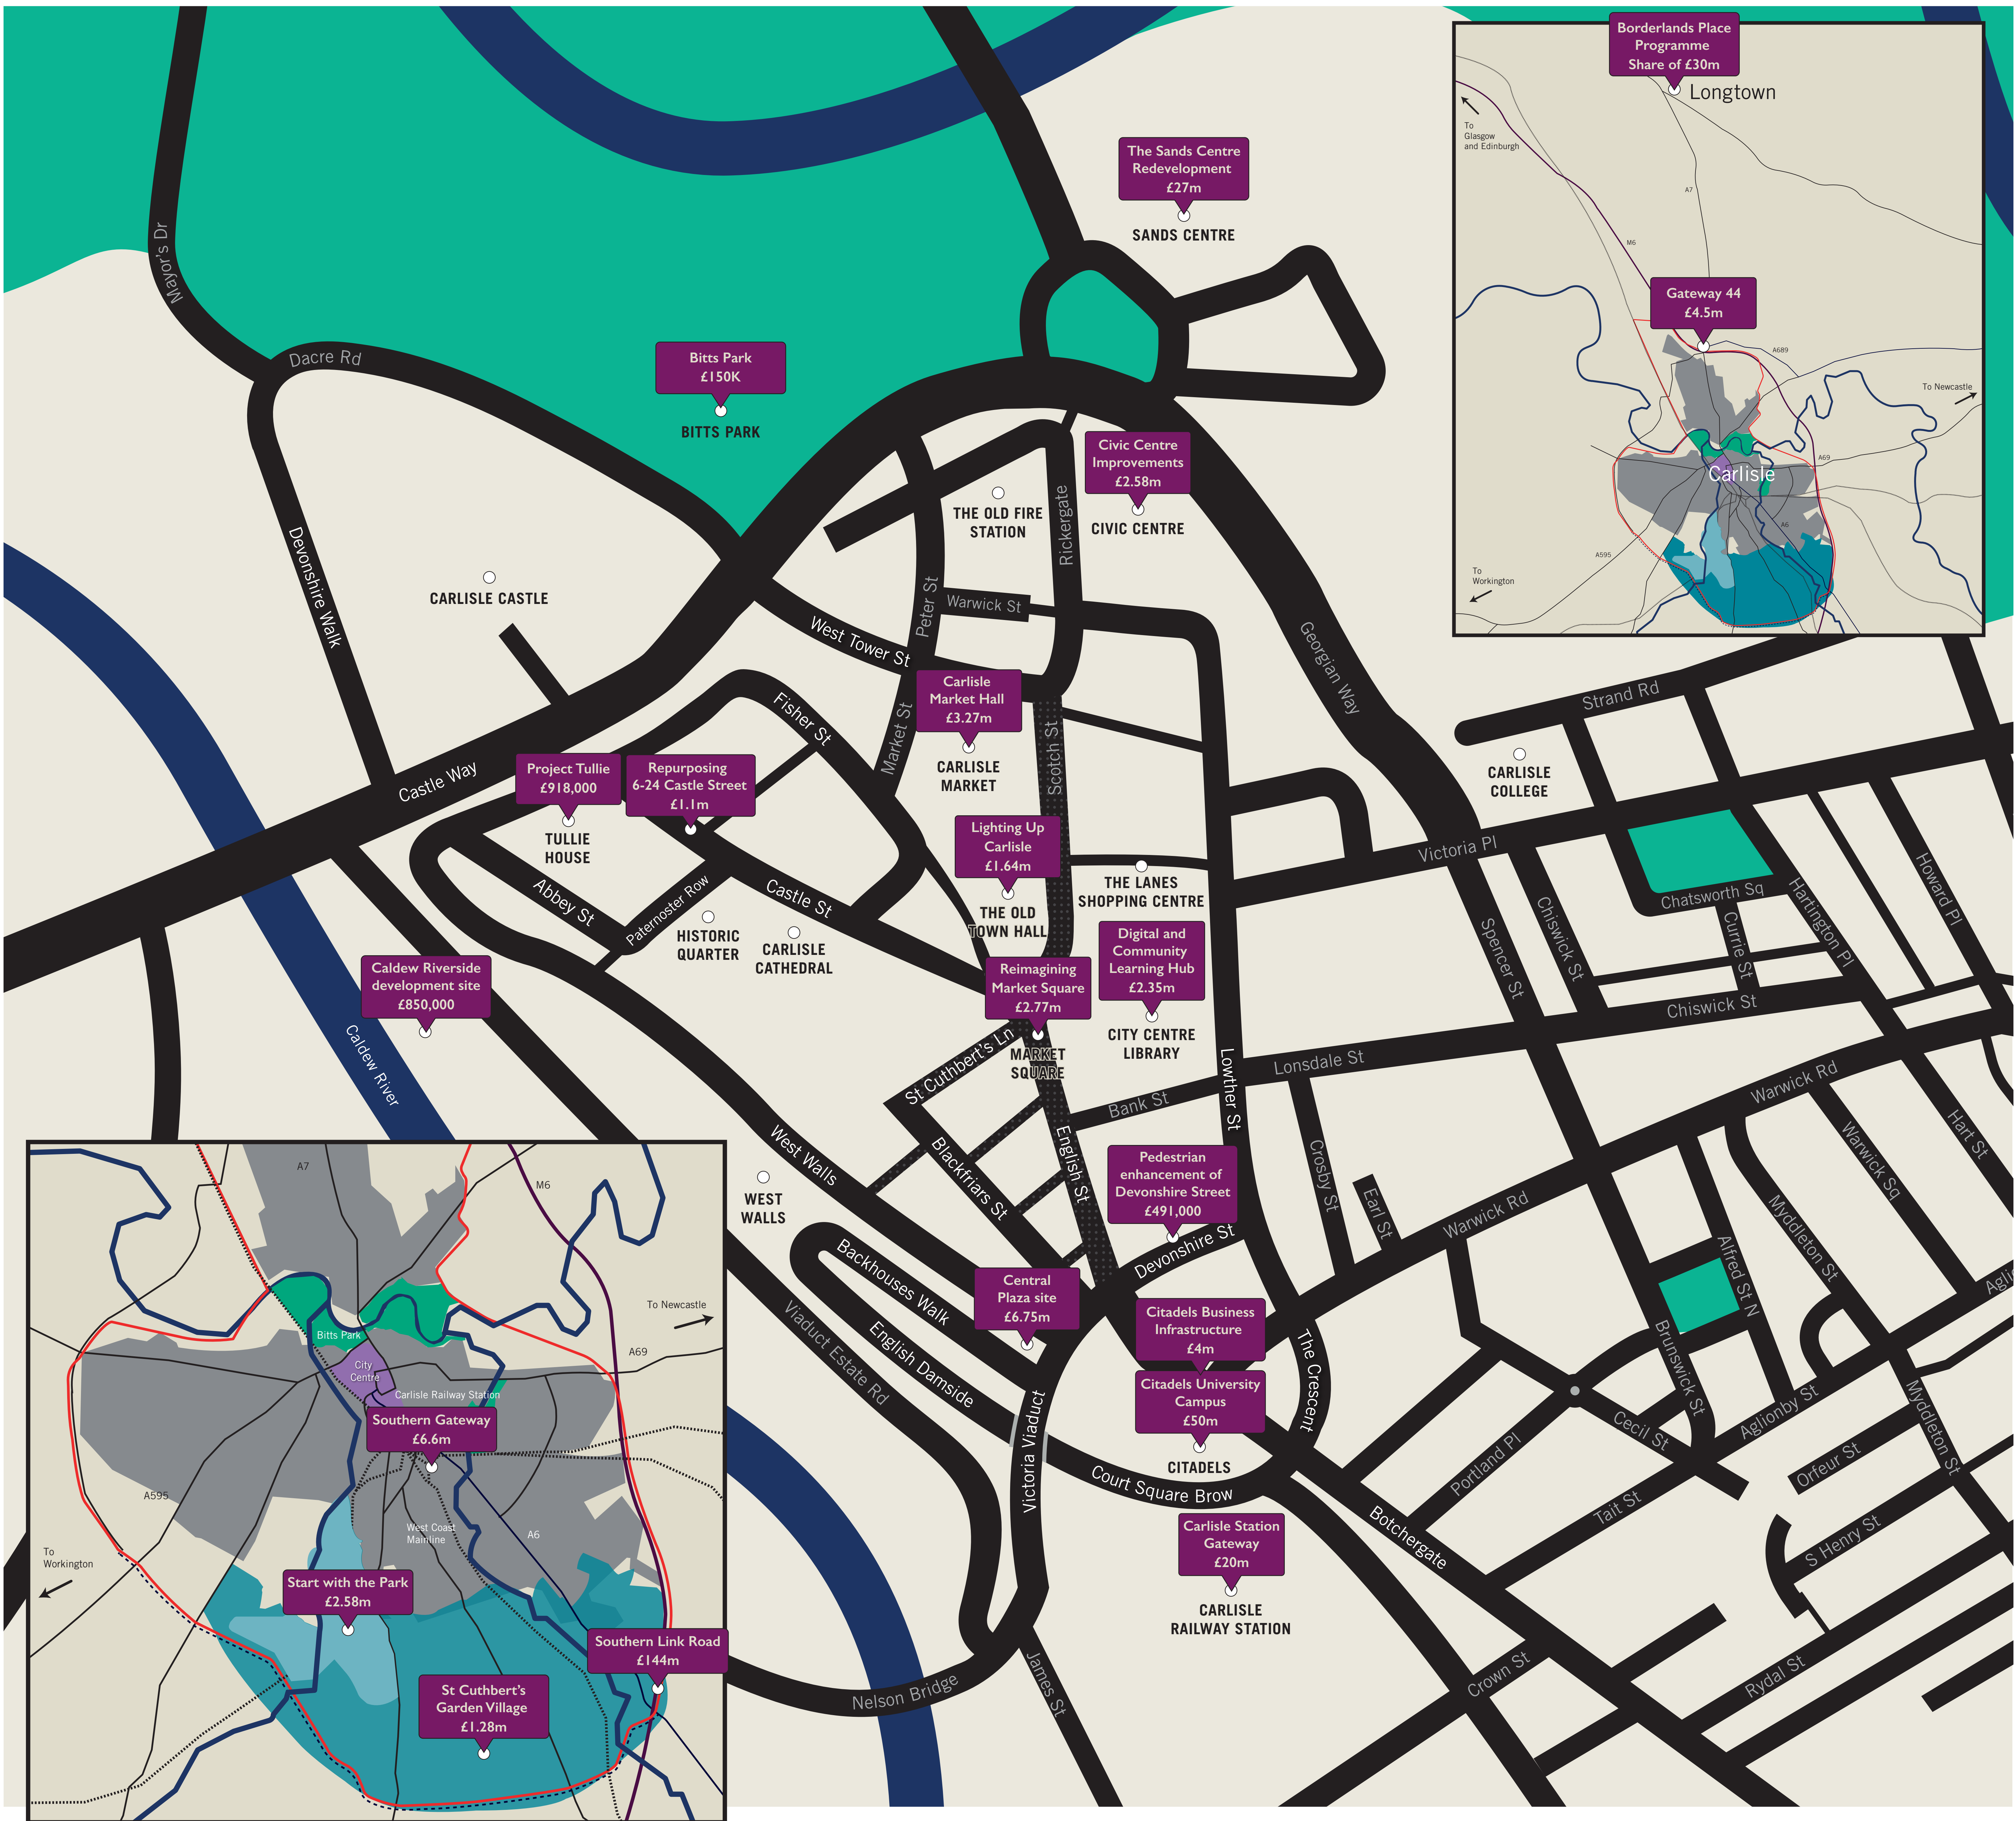 Borderlands Place
Programme
Share of £30m
Longtown
To
Glasgow
and Edinburgh
A7
M6
Gateway 44
£4.5m
A689
To Newcastle
A69
Carlisle
A6
A595
To
Workington
The Sands Centre
Redevelopment
£27m
SANDS CENTRE
Mayor's Dr
Dacre Rd
Bitts Park
£150K
BITTS PARK
Devonshire Walk
CARLISLE CASTLE
THE OLD FIRE
STATION
Rickergate
Civic Centre
Improvements
£2.58m
CIVIC CENTRE
Georgian Way
Peter St
Warwick St
West Tower St
Carlisle
Market Hall
£3.27m
CARLISLE
MARKET
Market St
Scotch St
Fisher St
Castle Way
Project Tullie
£918,000
TULLIE
HOUSE
Repurposing
6-24 Castle Street
£1.1m
Abbey St
Paternoster Row
Castle St
HISTORIC
QUARTER
CARLISLE
CATHEDRAL
Lighting Up
Carlisle
£1.64m
THE OLD
TOWN HALL
THE LANES
SHOPPING CENTRE
Digital and
Community
Learning Hub
£2.35m
CITY CENTRE
LIBRARY
Reimagining
Market Square
£2.77m
MARKET
SQUARE
Strand Rd
CARLISLE
COLLEGE
Victoria Pl
Chatsworth Sq
Howard Pl
Hartington Pl
Currie St
Chiswick St
Spencer St
Chiswick St
Caldew Riverside
development site
£850,000
Caldew River
St Cuthbert's Ln
Bank St
Lonsdale St
Lowther St
English St
Blackfriars St
West Walls
WEST
WALLS
Crosby St
Earl St
Warwick Rd
Warwick Rd
Warwick Sq
Hart St
Myddleton St
Alfred St N
Brunswick St
Aglionby St
Myddleton St
Pedestrian
enhancement of
Devonshire Street
£491,000
Devonshire St
Backhouses Walk
English Damside
Viaduct Estate Rd
Central
Plaza site
£6.75m
Citadels Business
Infrastructure
£4m
Citadels University
Campus
£50m
CITADELS
The Crescent
Victoria Viaduct
Court Square Brow
Botchergate
Portland Pl
Cecil St
Tait St
Orfeur St
S Henry St
Carlisle Station
Gateway
£20m
CARLISLE
RAILWAY STATION
Crown St
Rydal St
Nelson Bridge
James St
A7
M6
To Newcastle
A69
Bitts Park
City
Centre
Carlisle Railway Station
Southern Gateway
£6.6m
A595
West Coast
Mainline
A6
To
Workington
Start with the Park
£2.58m
Southern Link Road
£144m
St Cuthbert's
Garden Village
£1.28m